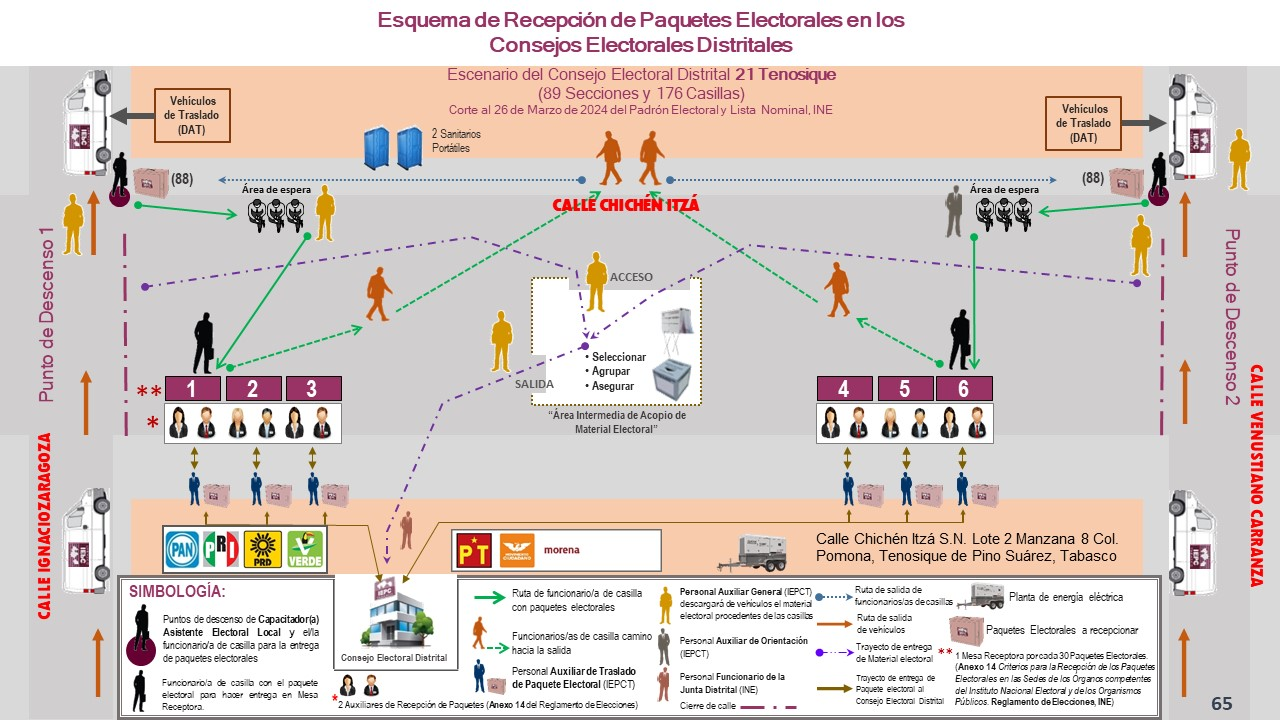 Esquema de Recepción de Paquetes Electorales en los
Consejos Electorales Distritales
Escenario del Consejo Electoral Distrital 21 Tenosique
(89 Secciones y 176 Casillas)
Corte al 26 de Marzo de 2024 del Padrón Electoral y Lista Nominal, INE
Vehículos
de Traslado
(DAT)
Vehículos
de Traslado
(DAT)
2 Sanitarios
Portátiles
(88)
(88)
Área de espera
Área de espera
CALLE CHICHÉN ITZÁ
Punto de Descenso 1
Punto de Descenso 2
ACCESO
• Seleccionar
• Agrupar
• Asegurar
SALIDA
“Área Intermedia de Acopio de
Material Electoral”
** 1 2 3
4 5 6
*
CALLE IGNACIOZARAGOZA
CALLE VENUSTIANO CARRANZA
PAN PRI PRD VERDE
PT MOVIMIENTO CIUDADANO morena
Calle Chichén Itzá S.N. Lote 2 Manzana 8 Col.
Pomona, Tenosique de Pino Suárez, Tabasco
SIMBOLOGÍA:
Puntos de descenso de Capacitador(a)
Asistente Electoral Local y el/la
funcionario/a de casilla para la entrega
de paquetes electorales
Funcionario/a de casilla con el paquete
electoral para hacer entrega en Mesa
Receptora.
IEPC
Consejo Electoral Distrital
*2 Auxiliares de Recepción de Paquetes (Anexo 14 del Reglamento de Elecciones)
Ruta de funcionario/a de casilla
con paquetes electorales
Funcionarios/as de casilla camino
hacia la salida
Personal Auxiliar de Traslado
de Paquete Electoral (IEPCT)
Personal Auxiliar General (IEPCT)
descargará de vehículos el material
electoral procedentes de las casillas
Personal Auxiliar de Orientación
(IEPCT)
Personal Funcionario de la
Junta Distrital (INE)
Cierre de calle
Ruta de salida de
funcionarios/as de casillas
Ruta de salida
de vehículos
Trayecto de entrega
de Material electoral
Trayecto de entrega de
Paquete electoral al
Consejo Electoral Distrital
Planta de energía eléctrica
Paquetes Electorales a recepcionar
** 1 Mesa Receptora por cada 30 Paquetes Electorales.
(Anexo 14 Criterios para la Recepción de los Paquetes
Electorales en las Sedes de los Órganos competentes
del Instituto Nacional Electoral y de los Organismos
Públicos. Reglamento de Elecciones, INE)
65